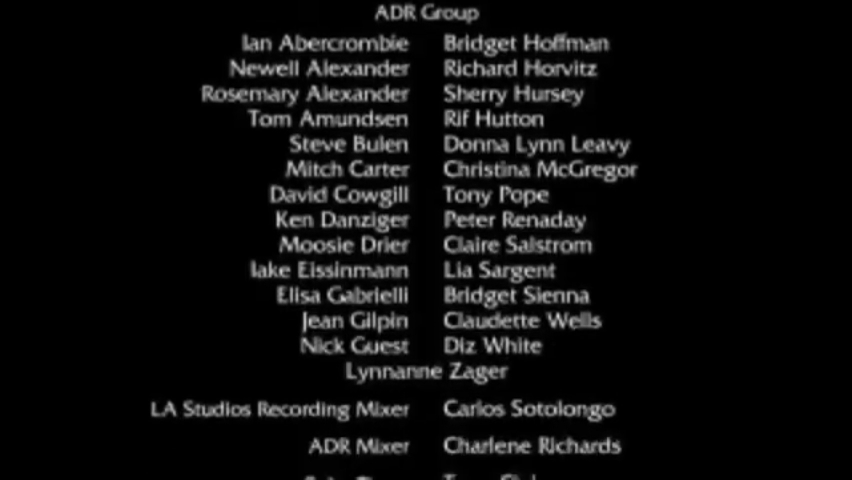 ADR Group
Ian Abercrombie Bridget Hoffman
Newell Alexander Richard Horvitz
Rosemary Alexander Sherry Hursey
Tom Amundsen Rif Hutton
Steve Bulen Donna Lynn Leavy
Mitch Carter Christina McGregor
David Cowgill Tony Pope
Ken Danziger Peter Renaday
Moosie Drier Claire Salstrom
Iake Eissinmann Lia Sargent
Elisa Gabrielli Bridget Sienna
Jean Gilpin Claudette Wells
Nick Guest Diz White
Lynnanne Zager
LA Studios Recording Mixer Carlos Sotolongo
ADR Mixer Charlene Richards